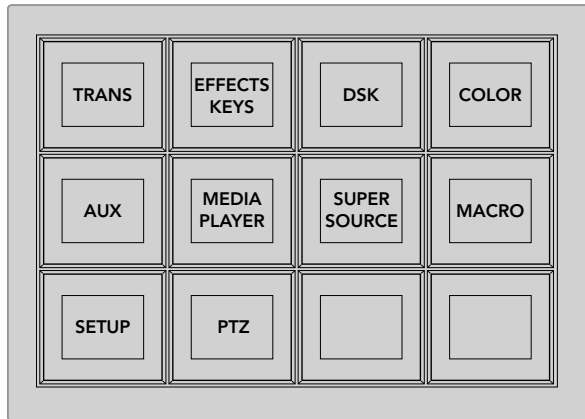 TRANS
EFFECTS
KEYS
DSK
COLOR
AUX
MEDIA
PLAYER
SUPER
SOURCE
MACRO
SETUP
PTZ